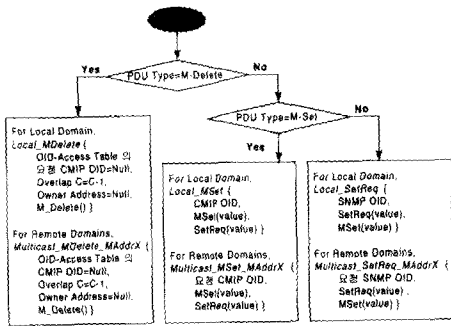 Yes
PDU Type=M-Delete
No
PDU Type=M-Set
No
Yes
For Local Domain,
Local_MDelete {
OID-Access Table 의
요청 CMIP OID=Null,
Overlap C=C-1,
Owner Address=Null,
M_Delete() }
For Remote Domains,
Multicast_MDelete_MAddrX {
OID-Access Table 의
CMIP OID=Null,
Overlap C=C-1,
Owner Address=Null,
M_Delete() }
For Local Domain,
Local_MSet {
CMIP OID,
MSet(value),
SetReq(value) }
For Remote Domains,
Multicast_MSet_MAddrX {
요청 CMIP OID,
MSet(value),
SetReq(value) }
For Local Domain,
Local_SetReq {
SNMP OID,
SetReq(value),
MSet(value) }
For Remote Domains,
Multicast_SetReq_MAddrX {
요청 SNMP OID,
SetReq(value) ,
MSet(value) }